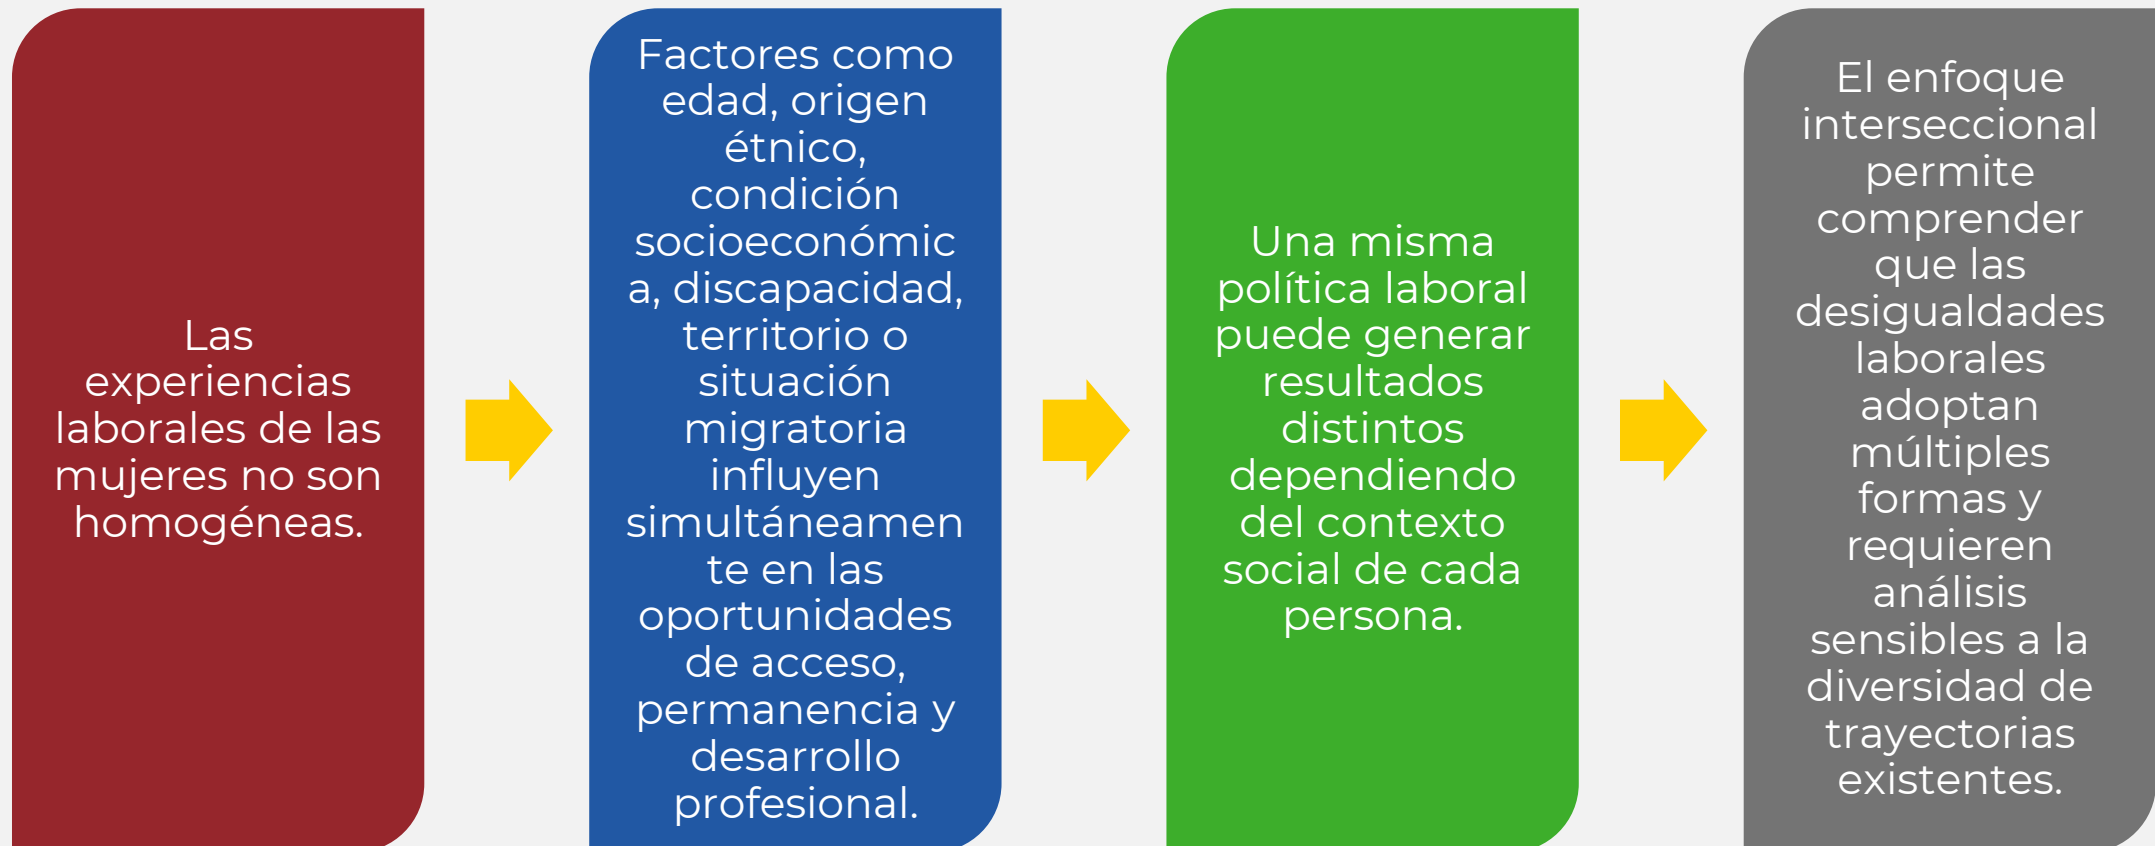 Las
experiencias
laborales de las
mujeres no son
homogéneas.
Factores como
edad, origen
étnico,
condición
socioeconómic
a, discapacidad,
territorio o
situación
migratoria
influyen
simultáneamen
te en las
oportunidades
de acceso,
permanencia y
desarrollo
profesional.
Una misma
política laboral
puede generar
resultados
distintos
dependiendo
del contexto
social de cada
persona.
El enfoque
interseccional
permite
comprender
que las
desigualdades
laborales
adoptan
múltiples
formas y
requieren
análisis
sensibles a la
diversidad de
trayectorias
existentes.